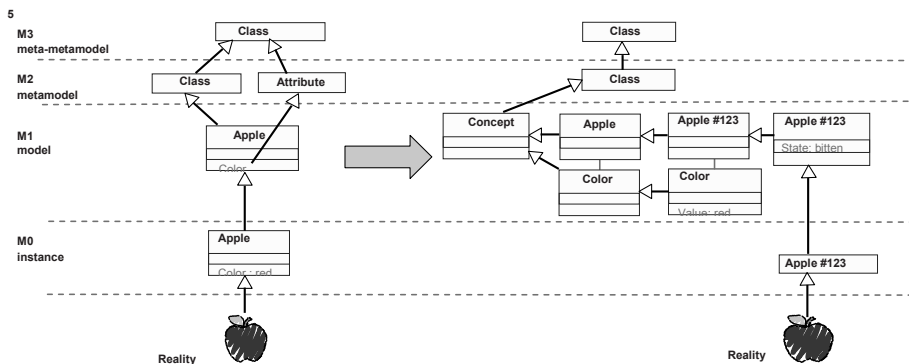 5
M3
meta-metamodel
Class
Class
M2
metamodel
Class
Attribute
Class
M1
model
Apple
Color
Concept
Apple
Apple #123
Apple #123
State: bitten
Color
Color
Value: red
M0
instance
Apple
Color : red
Apple #123
Reality
Reality